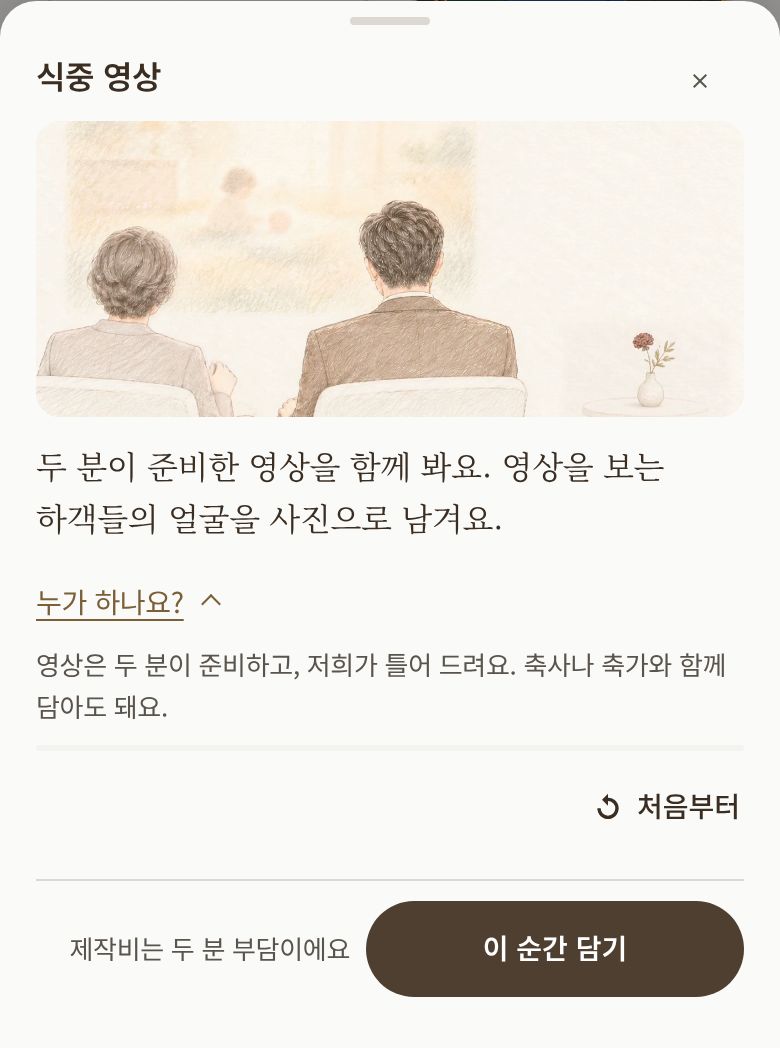 식중 영상
두 분이 준비한 영상을 함께 봐요. 영상을 보는
하객들의 얼굴을 사진으로 남겨요.
누가 하나요?
영상은 두 분이 준비하고, 저희가 틀어 드려요. 축사나 축가와 함께
담아도 돼요.
처음부터
제작비는 두 분 부담이에요
이 순간 담기